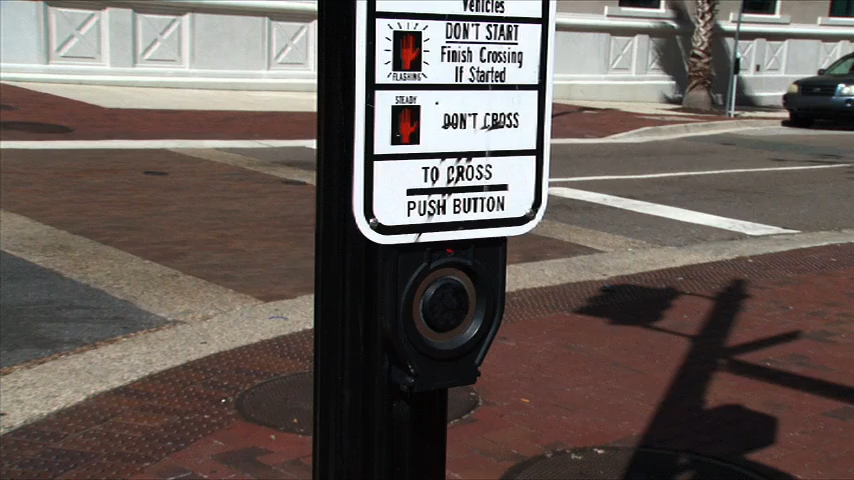 Vehicles
DON'T START
Finish Crossing
If Started
FLASHING
STEADY
DON'T CROSS
TO CROSS
PUSH BUTTON